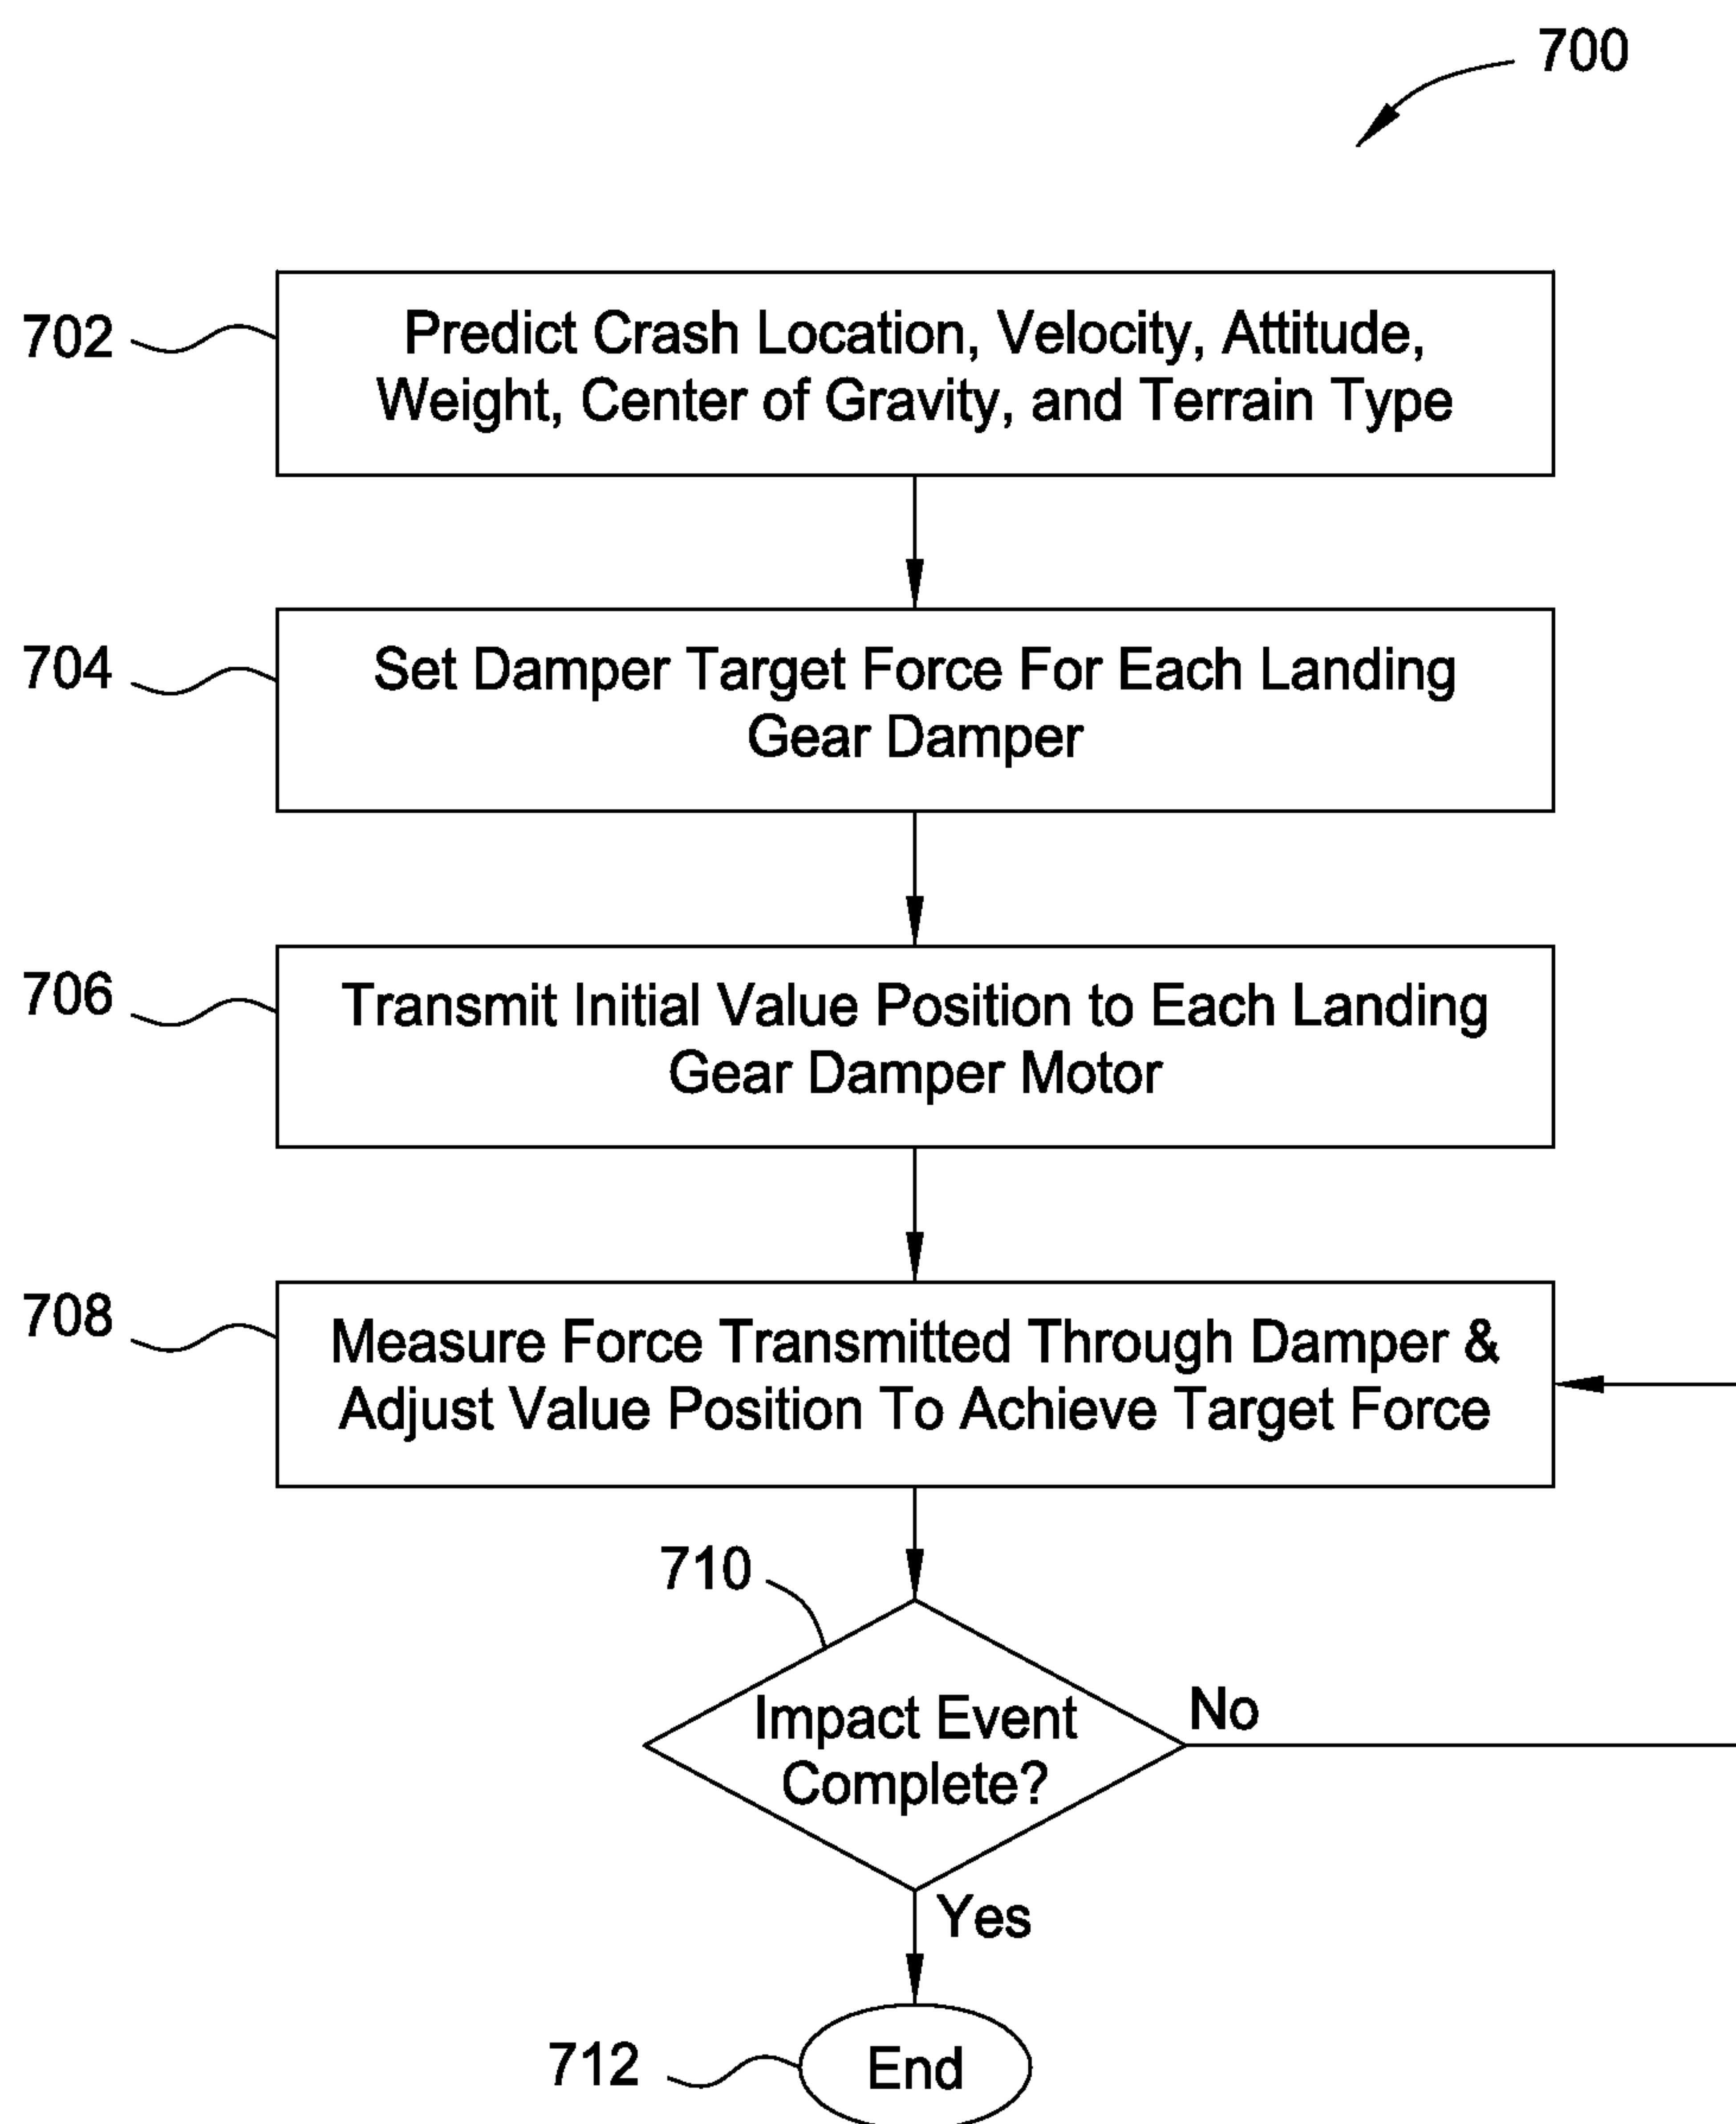 700
702
Predict Crash Location, Velocity, Attitude,
Weight, Center of Gravity, and Terrain Type
704
Set Damper Target Force For Each Landing
Gear Damper
706
Transmit Initial Value Position to Each Landing
Gear Damper Motor
708
Measure Force Transmitted Through Damper &
Adjust Value Position To Achieve Target Force
710
Impact Event
Complete?
No
Yes
712
End